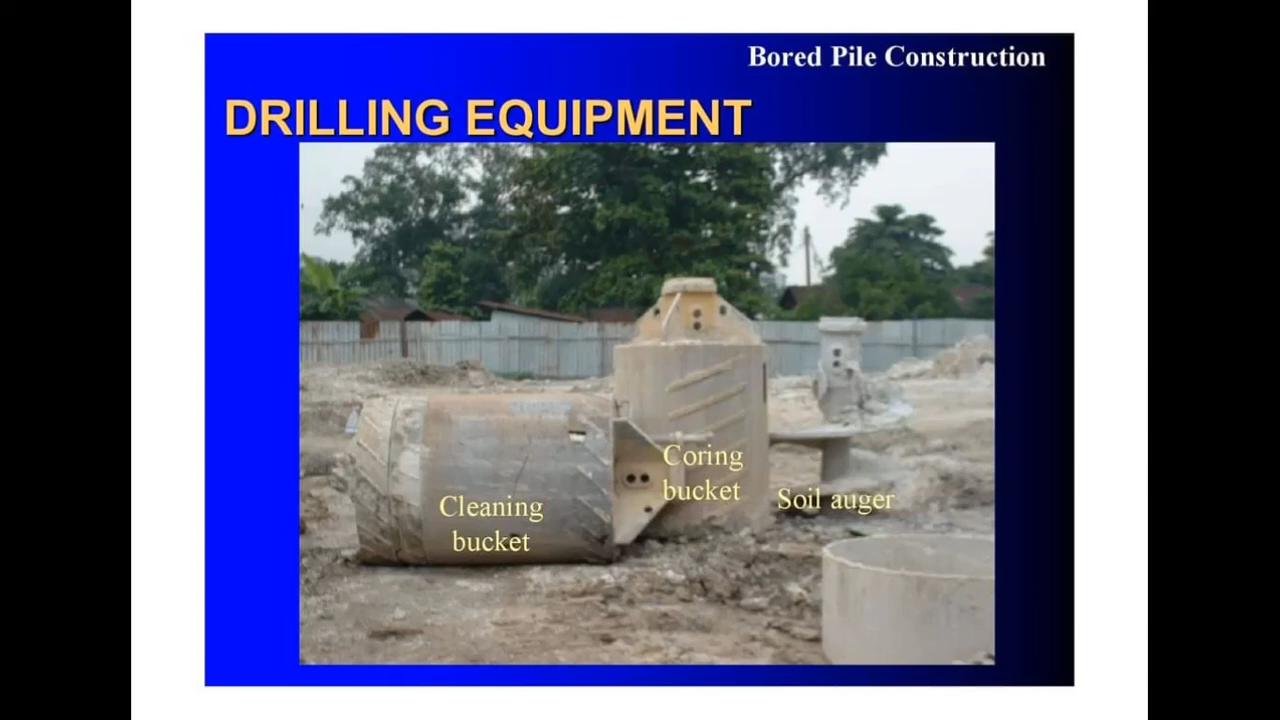 Bored Pile Construction
DRILLING EQUIPMENT
Coring
bucket
Cleaning
bucket
Soil auger